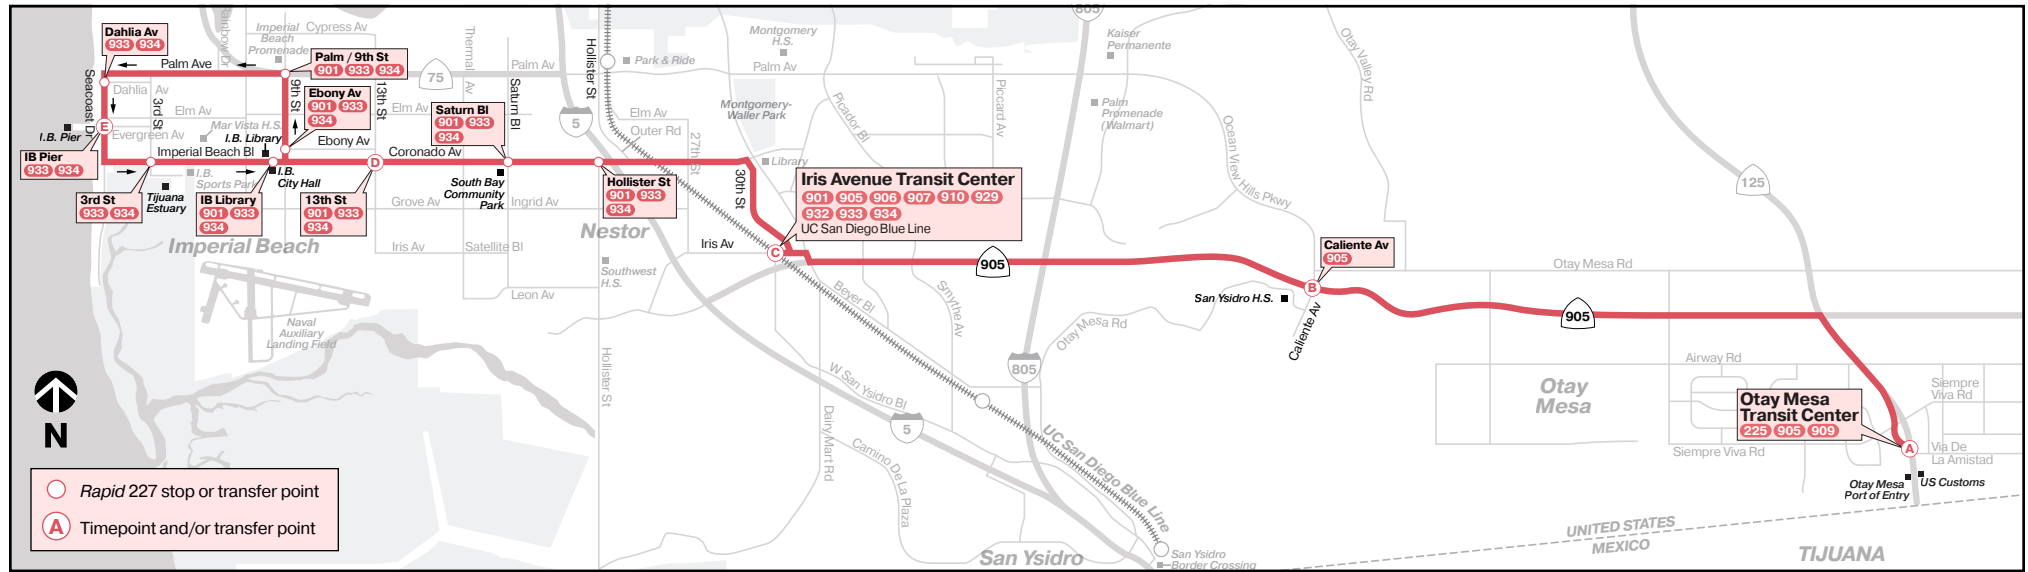 Dahlia Av
933 934
Rainbow Dr
Imperial
Beach
Promenade
Cypress Av
Palm Ave
Palm / 9th St
901 933 934
75
Thermal
Av
Palm Av
Hollister St
Park & Ride
Montgomery
H.S.
Palm Av
805
Kaiser
Permanente
Otay Valley Rd
Seacoast Dr
Dahlia Av
3rd St
Elm Av
9th St
Ebony Av
901 933
934
13th St
Elm Av
Saturn Bl
Saturn Bl
901 933
934
5
Elm Av
Outer Rd
27th St
Montgomery-
Waller Park
Picador Bl
Piccard Av
Palm
Promenade
(Walmart)
I.B. Pier
E
Evergreen Av
Mar Vista H.S.
I.B. Library
Imperial Beach Bl
Ebony Av
D
Coronado Av
Library
Ocean View Hills Pkwy
125
IB Pier
933 934
3rd St
933 934
Tijuana
Estuary
I.B.
Sports Park
IB Library
901 933
934
I.B.
City Hall
13th St
901 933
934
Grove Av
South Bay
Community
Park
Ingrid Av
Hollister St
901 933
934
30th St
Iris Avenue Transit Center
901 905 906 907 910 929
932 933 934
UC San Diego Blue Line
Imperial Beach
Iris Av
Satellite Bl
Nestor
Iris Av
C
905
Caliente Av
905
B
Otay Mesa Rd
Southwest
H.S.
Leon Av
Beyer Bl
Smythe Av
San Ysidro H.S.
Caliente Av
905
Naval
Auxiliary
Landing Field
Otay Mesa Rd
Hollister St
W San Ysidro Bl
805
Airway Rd
Otay
Mesa
Siempre
Viva Rd
Otay Mesa
Transit Center
225 905 909
A
Siempre Viva Rd
Via De
La Amistad
N
5
Dairy Mart Rd
Camino De La Plaza
UC San Diego Blue Line
Otay Mesa
Port of Entry
US Customs
Rapid 227 stop or transfer point
A
Timepoint and/or transfer point
San Ysidro
San Ysidro
Border Crossing
UNITED STATES
MEXICO
TIJUANA